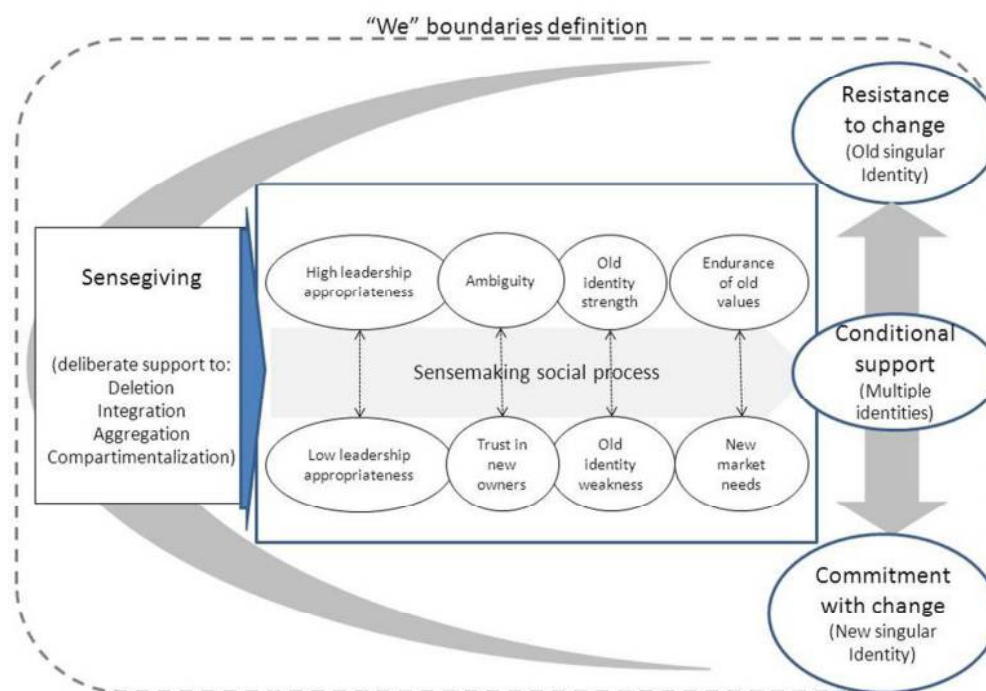 “We” boundaries definition
Resistance
to change
(Old singular
Identity)
Sensegiving
(deliberate support to:
Deletion
Integration
Aggregation
Compartimentalization)
High leadership
appropriateness
Ambiguity
Old
identity
strength
Endurance
of old
values
Sensemaking social process
Low leadership
appropriateness
Trust in
new
owners
Old
identity
weakness
New
market
needs
Conditional
support
(Multiple
identities)
Commitment
with change
(New singular
Identity)